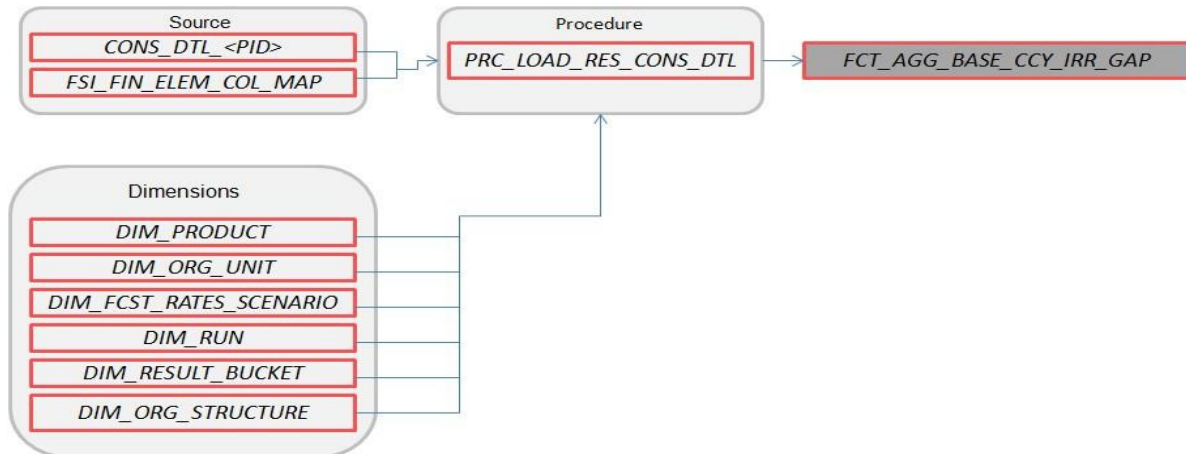 Source
CONS_DTL_<PID>
FSI_FIN_ELEM_COL_MAP
Procedure
PRC_LOAD_RES_CONS_DTL
FCT_AGG_BASE_CCY_IRR_GAP
Dimensions
DIM_PRODUCT
DIM_ORG_UNIT
DIM_FCST_RATES_SCENARIO
DIM_RUN
DIM_RESULT_BUCKET
DIM_ORG_STRUCTURE